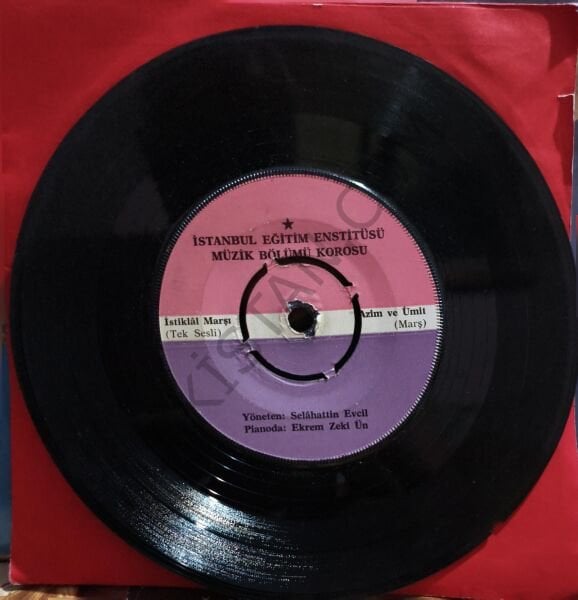 ★
İSTANBUL EĞİTİM ENSTİTÜSÜ
MÜZİK BÖLÜMÜ KOROSU
İstiklâl Marşı
(Tek Sesli)
Azim ve Ümit
(Marş)
Yöneten: Selâhattin Evcil
Pianoda: Ekrem Zeki Ün